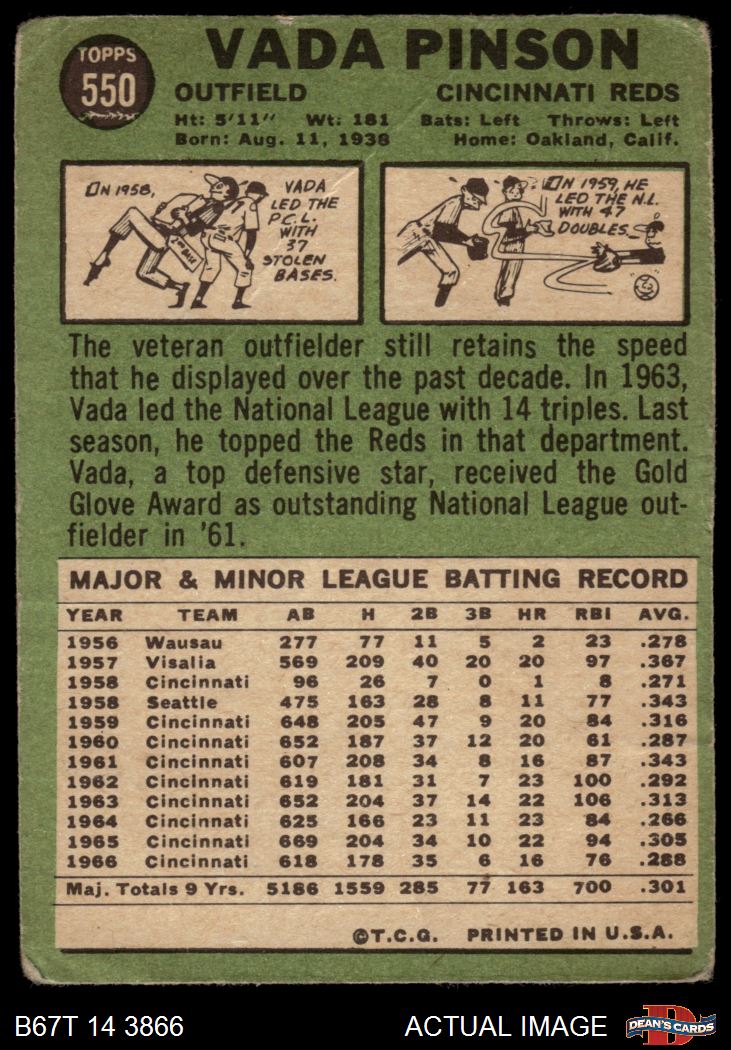 TOPPS
550
VADA PINSON
OUTFIELD CINCINNATI REDS
Ht: 5'11" Wt: 181 Bats: Left Throws: Left
Born: Aug. 11, 1938 Home: Oakland, Calif.
IN 1958,
VADA
LED THE
P.C.L.
WITH
37
STOLEN
BASES.
1ST BASE
IN 1959, HE
LED THE N.L.
WITH 47
DOUBLES.
The veteran outfielder still retains the speed
that he displayed over the past decade. In 1963,
Vada led the National League with 14 triples. Last
season, he topped the Reds in that department.
Vada, a top defensive star, received the Gold
Glove Award as outstanding National League out-
fielder in '61.
MAJOR & MINOR LEAGUE BATTING RECORD
YEAR TEAM AB H 2B 3B HR RBI AVG.
1956 Wausau 277 77 11 5 2 23 .278
1957 Visalia 569 209 40 20 20 97 .367
1958 Cincinnati 96 26 7 0 1 8 .271
1958 Seattle 475 163 28 8 11 77 .343
1959 Cincinnati 648 205 47 9 20 84 .316
1960 Cincinnati 652 187 37 12 20 61 .287
1961 Cincinnati 607 208 34 8 16 87 .343
1962 Cincinnati 619 181 31 7 23 100 .292
1963 Cincinnati 652 204 37 14 22 106 .313
1964 Cincinnati 625 166 23 11 23 84 .266
1965 Cincinnati 669 204 34 10 22 94 .305
1966 Cincinnati 618 178 35 6 16 76 .288
Maj. Totals 9 Yrs. 5186 1559 285 77 163 700 .301
©T.C.G. PRINTED IN U.S.A.
B67T 14 3866 ACTUAL IMAGE
D
DEAN'S CARDS